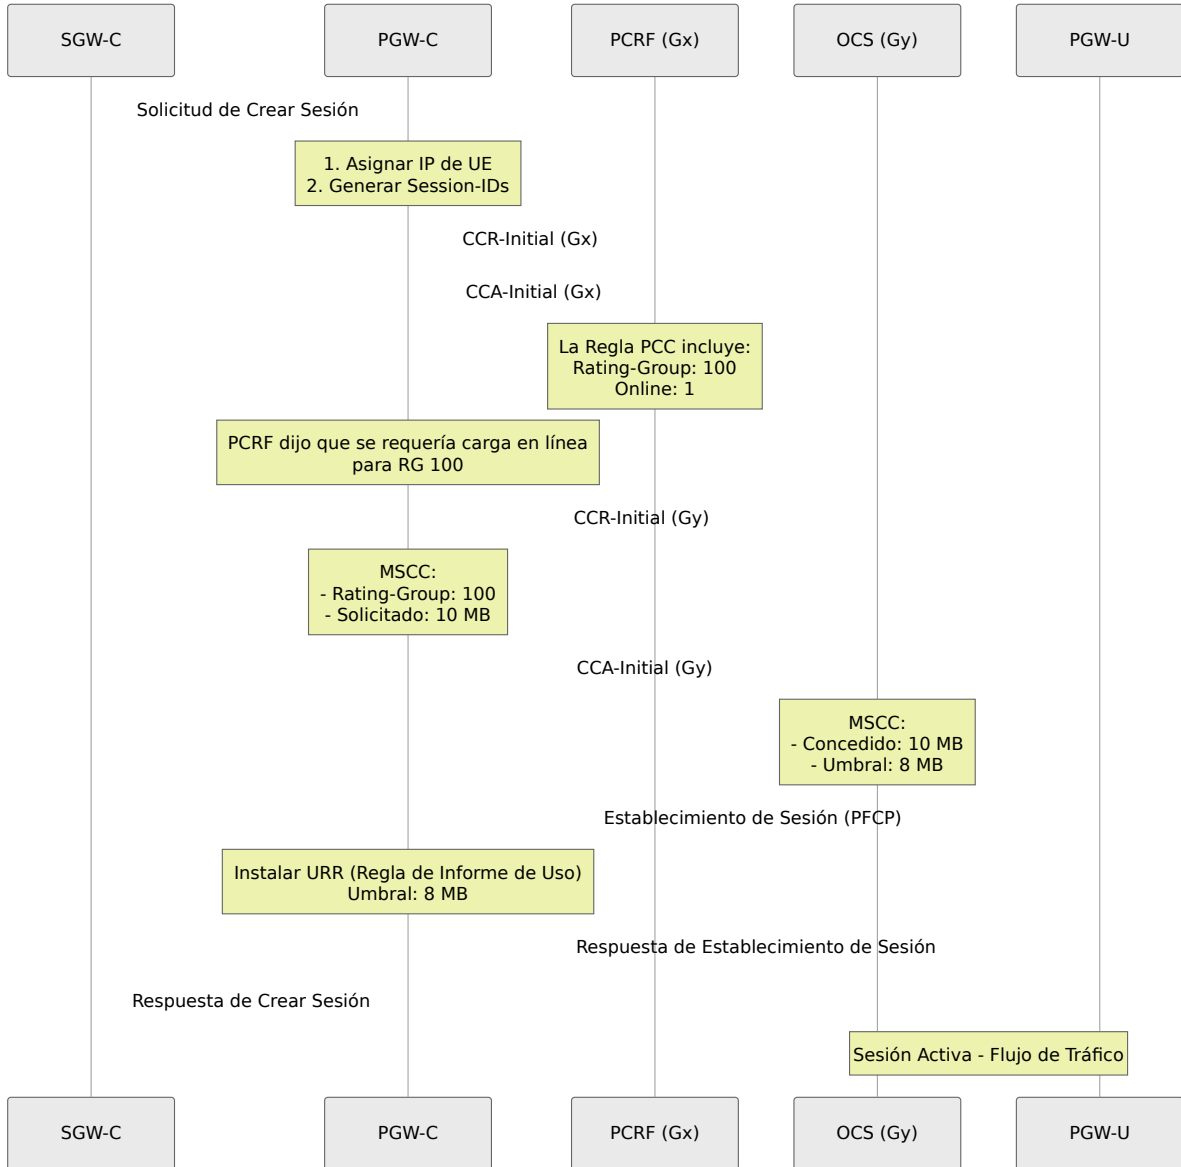 SGW-C
PGW-C
PCRF (Gx)
OCS (Gy)
PGW-U
Solicitud de Crear Sesión
1. Asignar IP de UE
2. Generar Session-IDs
CCR-Initial (Gx)
CCA-Initial (Gx)
La Regla PCC incluye:
Rating-Group: 100
Online: 1
PCRF dijo que se requería carga en línea
para RG 100
CCR-Initial (Gy)
MSCC:
- Rating-Group: 100
- Solicitado: 10 MB
CCA-Initial (Gy)
MSCC:
- Concedido: 10 MB
- Umbral: 8 MB
Establecimiento de Sesión (PFCP)
Instalar URR (Regla de Informe de Uso)
Umbral: 8 MB
Respuesta de Establecimiento de Sesión
Respuesta de Crear Sesión
Sesión Activa - Flujo de Tráfico
SGW-C
PGW-C
PCRF (Gx)
OCS (Gy)
PGW-U